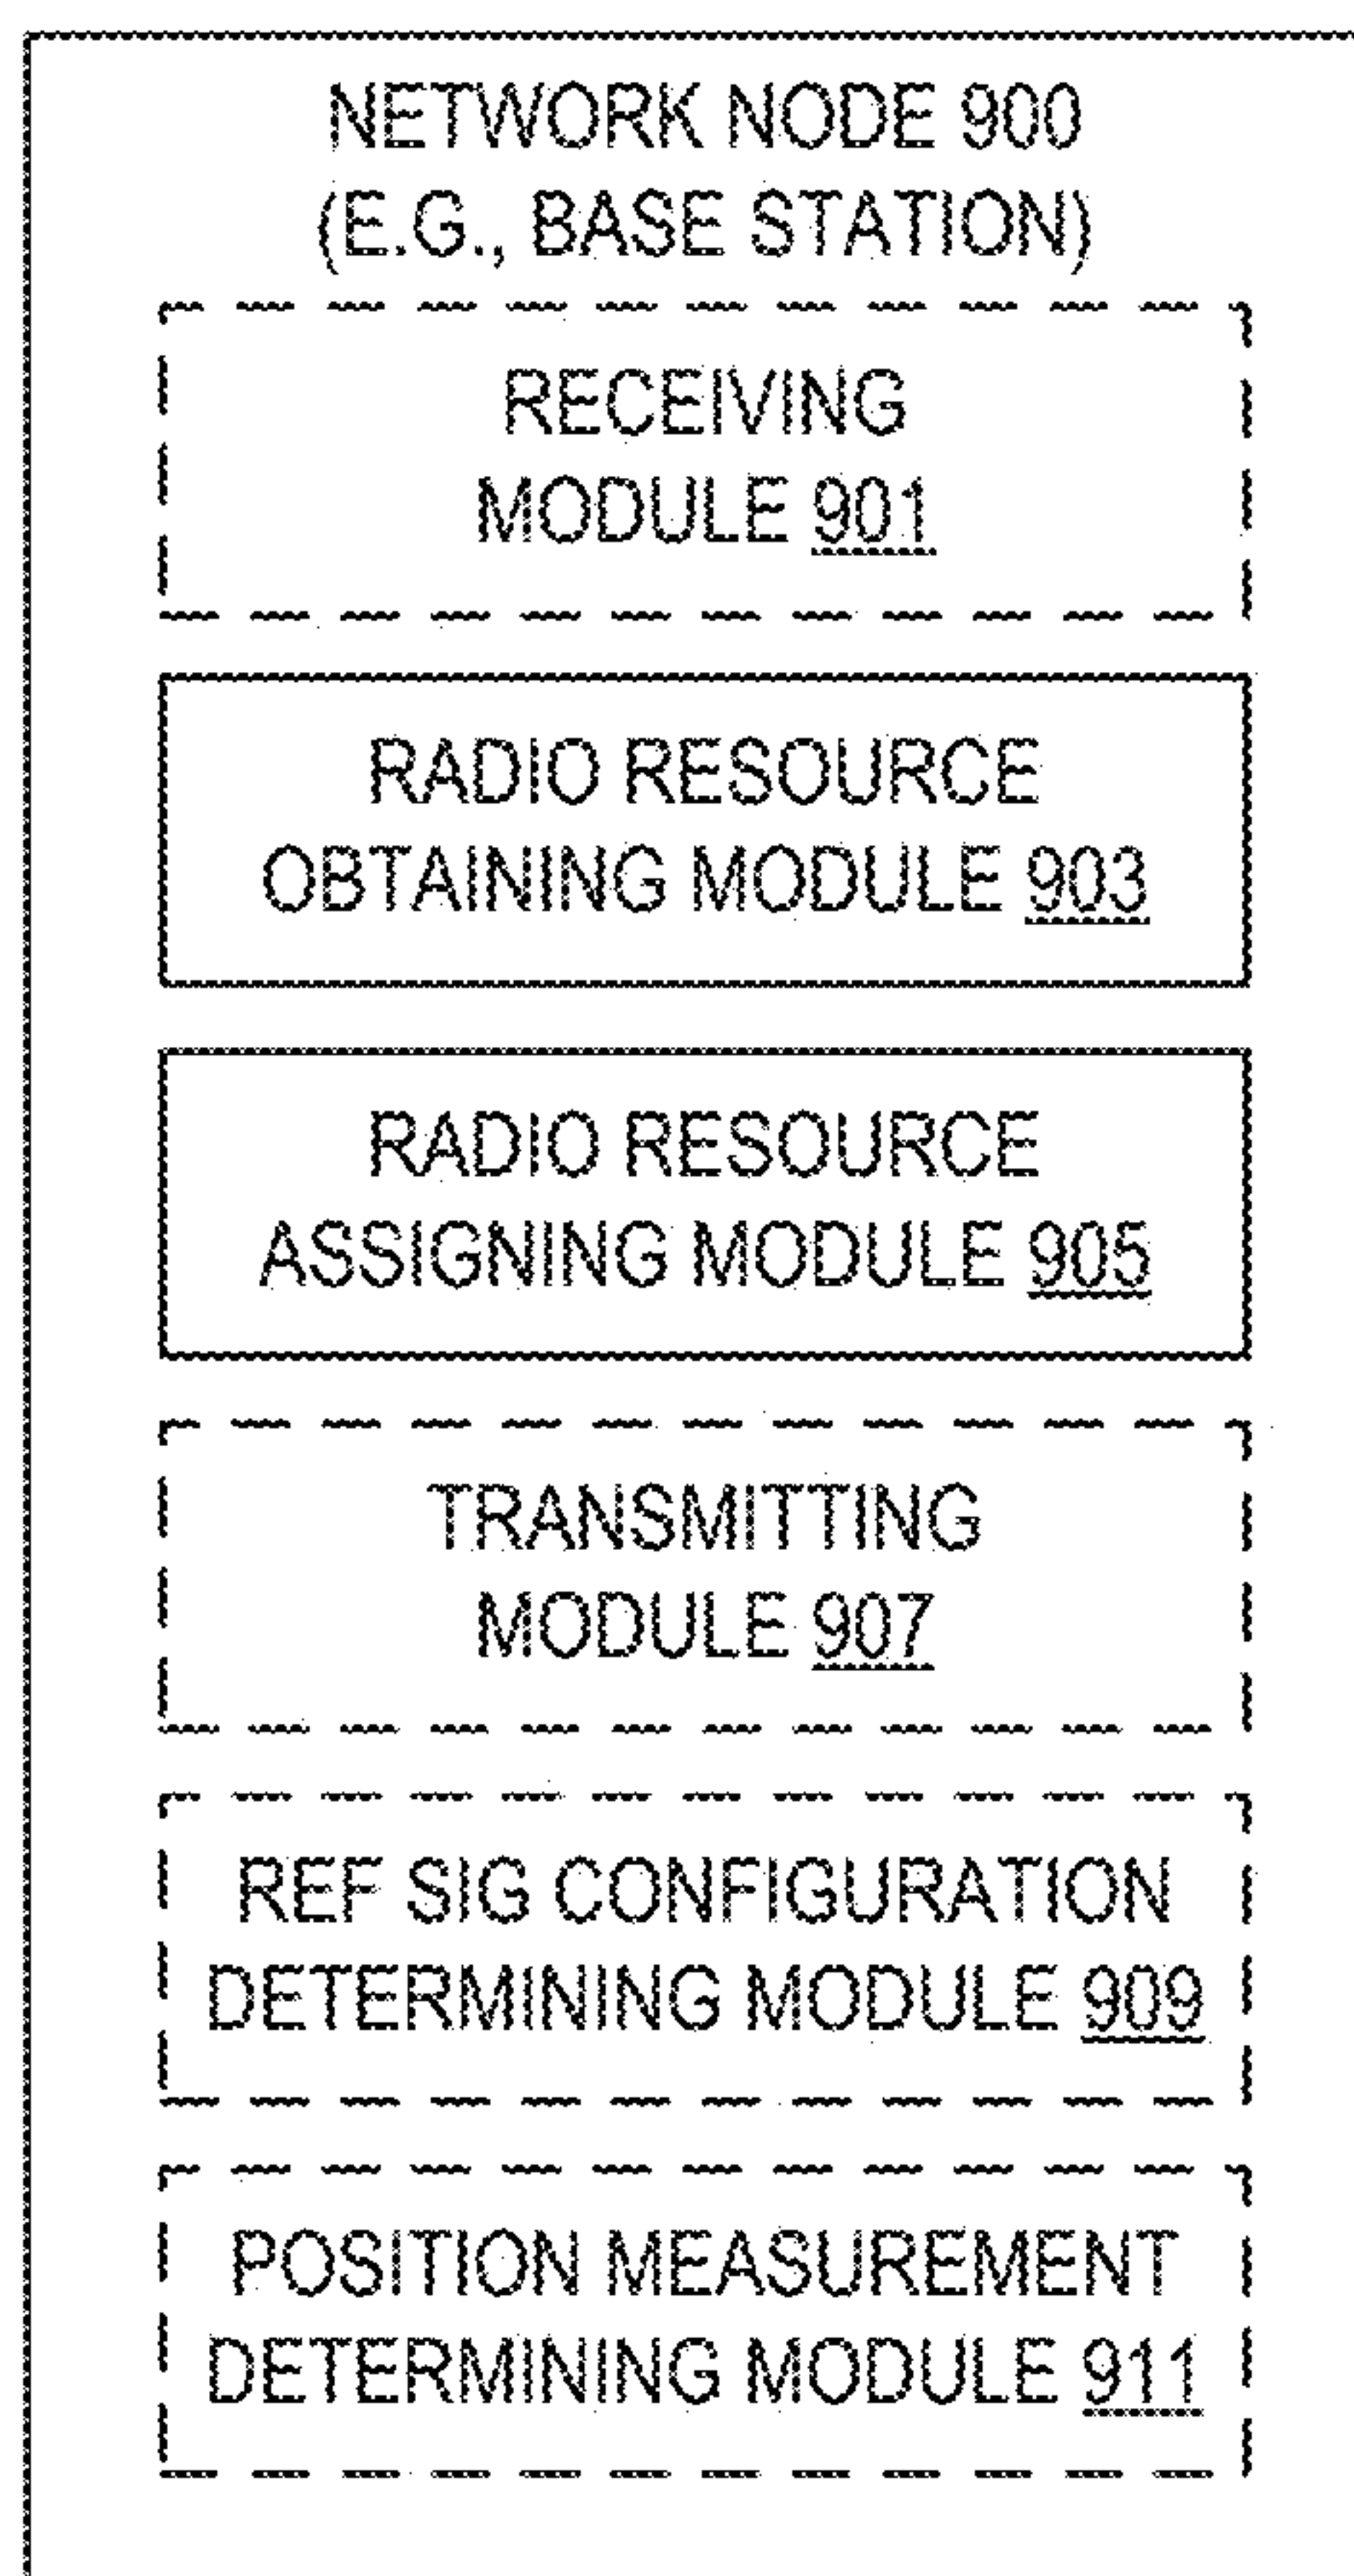 NETWORK NODE 900
(E.G., BASE STATION)
RECEIVING
MODULE 901
RADIO RESOURCE
OBTAINING MODULE 903
RADIO RESOURCE
ASSIGNING MODULE 905
TRANSMITTING
MODULE 907
REF SIG CONFIGURATION
DETERMINING MODULE 909
POSITION MEASUREMENT
DETERMINING MODULE 911